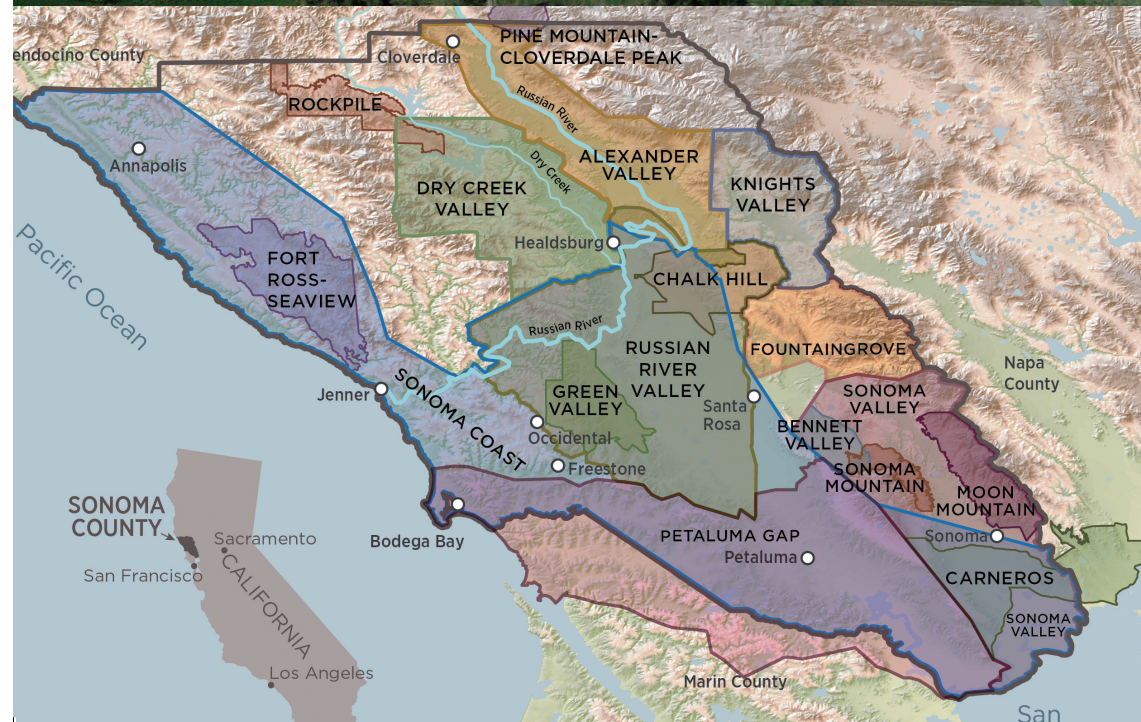 PINE MOUNTAIN-
CLOVERDALE PEAK
endocino County
Cloverdale
ROCKPILE
Russian River
Annapolis
ALEXANDER
VALLEY
Dry Creek
DRY CREEK
VALLEY
KNIGHTS
VALLEY
Healdsburg
Pacific Ocean
FORT
ROSS-
SEAVIEW
CHALK HILL
Russian River
RUSSIAN
RIVER
VALLEY
FOUNTAINGROVE
Napa
County
Jenner
SONOMA COAST
GREEN
VALLEY
Santa
Rosa
SONOMA
VALLEY
BENNETT
VALLEY
Occidental
Freestone
SONOMA
MOUNTAIN
MOON
MOUNTAIN
SONOMA
COUNTY
Sacramento
San Francisco
CALIFORNIA
Los Angeles
Bodega Bay
PETALUMA GAP
Petaluma
Sonoma
CARNEROS
SONOMA
VALLEY
Marin County
San